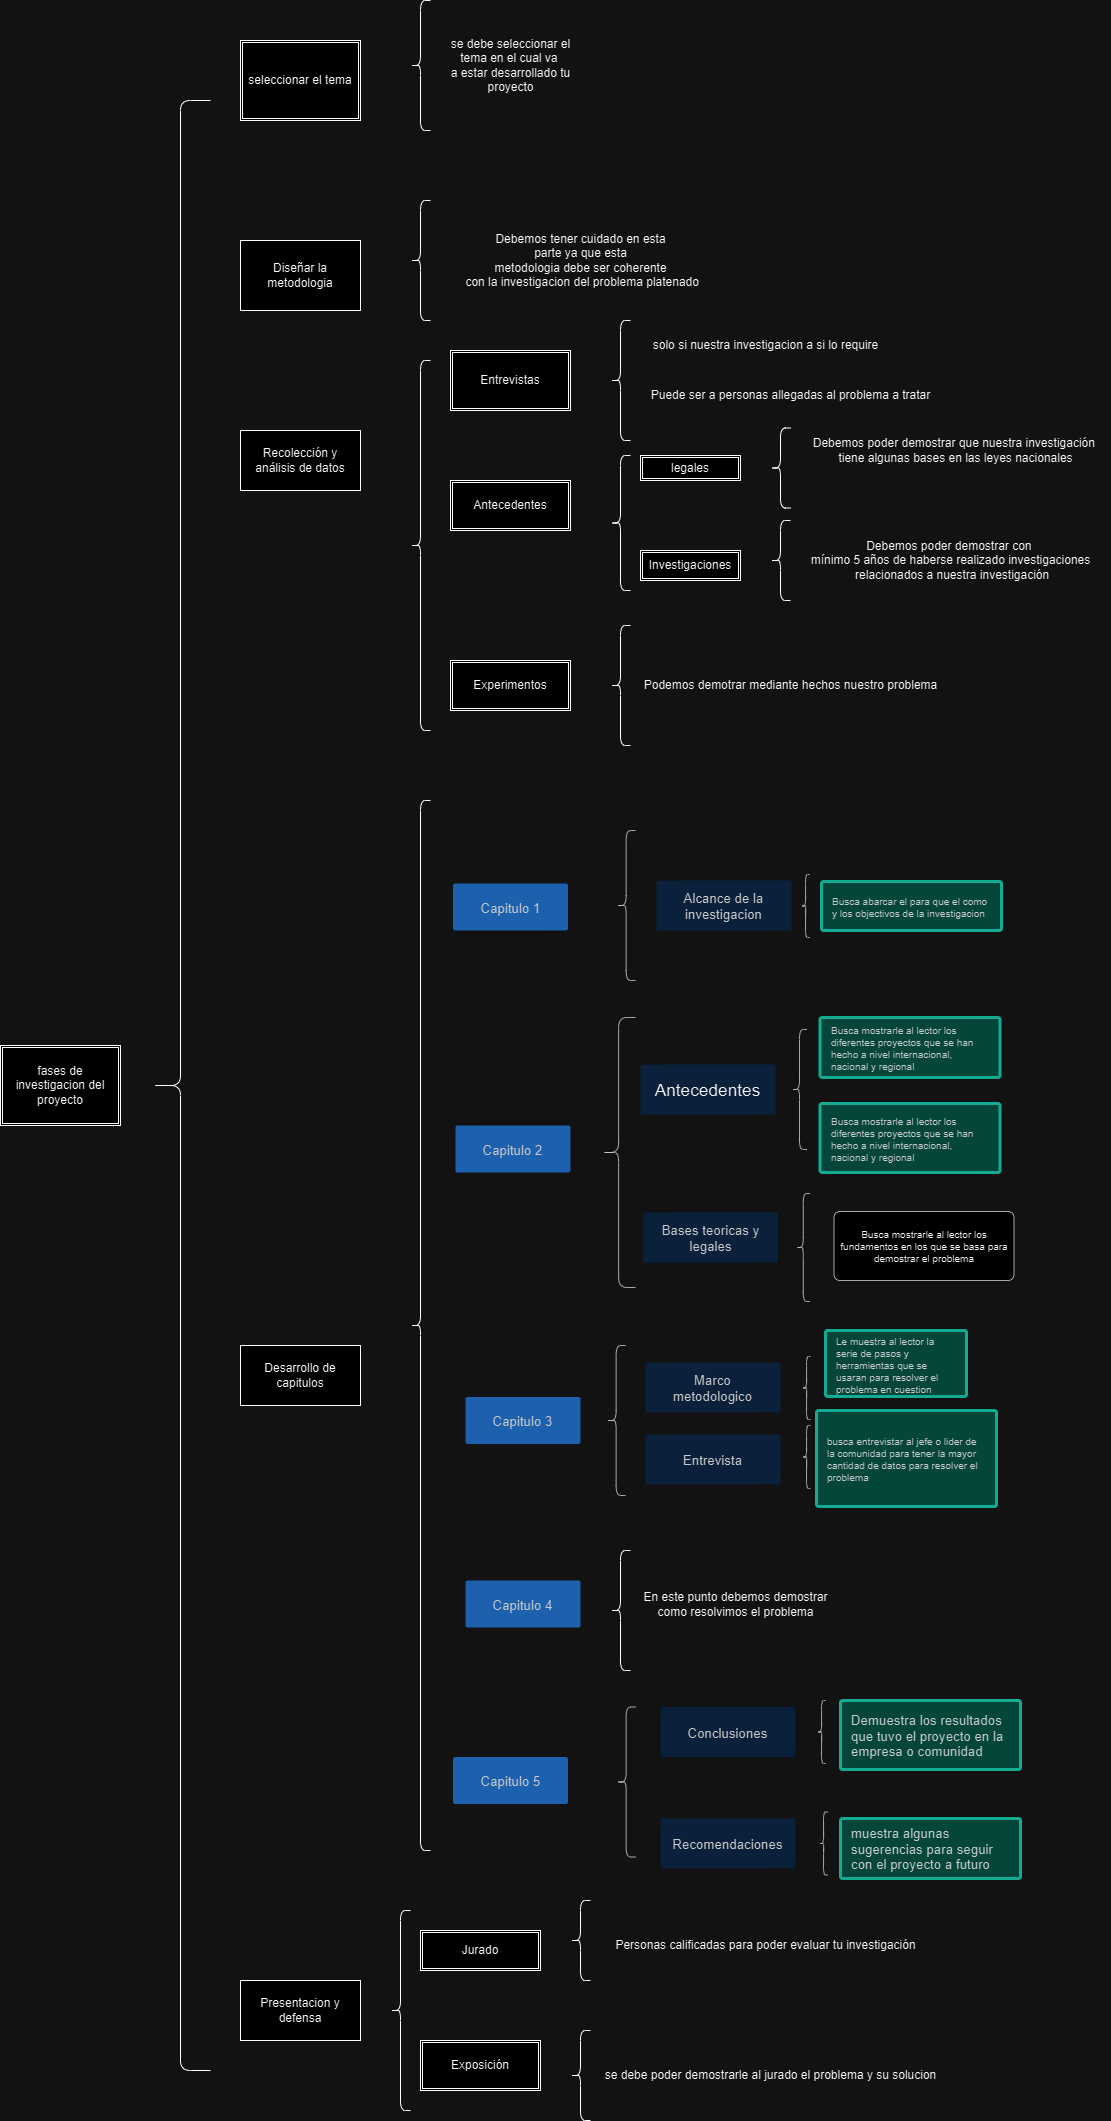 se debe seleccionar el
tema en el cual va
a estar desarrollado tu
proyecto
seleccionar el tema
Debemos tener cuidado en esta
parte ya que esta
metodologia debe ser coherente
con la investigacion del problema platenado
Diseñar la
metodologia
solo si nuestra investigacion a si lo require
Entrevistas
Puede ser a personas allegadas al problema a tratar
Recolección y
análisis de datos
Debemos poder demostrar que nuestra investigación
tiene algunas bases en las leyes nacionales
legales
Antecedentes
Debemos poder demostrar con
mínimo 5 años de haberse realizado investigaciones
relacionados a nuestra investigación
Investigaciones
Experimentos
Podemos demotrar mediante hechos nuestro problema
Capitulo 1
Alcance de la
investigacion
Busca abarcar el para que el como
y los objectivos de la investigacion
fases de
investigacion del
proyecto
Busca mostrarle al lector los
diferentes proyectos que se han
hecho a nivel internacional,
nacional y regional
Antecedentes
Busca mostrarle al lector los
diferentes proyectos que se han
hecho a nivel internacional,
nacional y regional
Capitulo 2
Bases teoricas y
legales
Busca mostrarle al lector los
fundamentos en los que se basa para
demostrar el problema
Desarrollo de
capitulos
Le muestra al lector la
serie de pasos y
herramientas que se
usaran para resolver el
problema en cuestion
Marco
metodologico
Capitulo 3
Entrevista
busca entrevistar al jefe o lider de
la comunidad para tener la mayor
cantidad de datos para resolver el
problema
Capitulo 4
En este punto debemos demostrar
como resolvimos el problema
Conclusiones
Demuestra los resultados
que tuvo el proyecto en la
empresa o comunidad
Capitulo 5
Recomendaciones
muestra algunas
sugerencias para seguir
con el proyecto a futuro
Jurado
Personas calificadas para poder evaluar tu investigación
Presentacion y
defensa
Exposición
se debe poder demostrarle al jurado el problema y su solucion